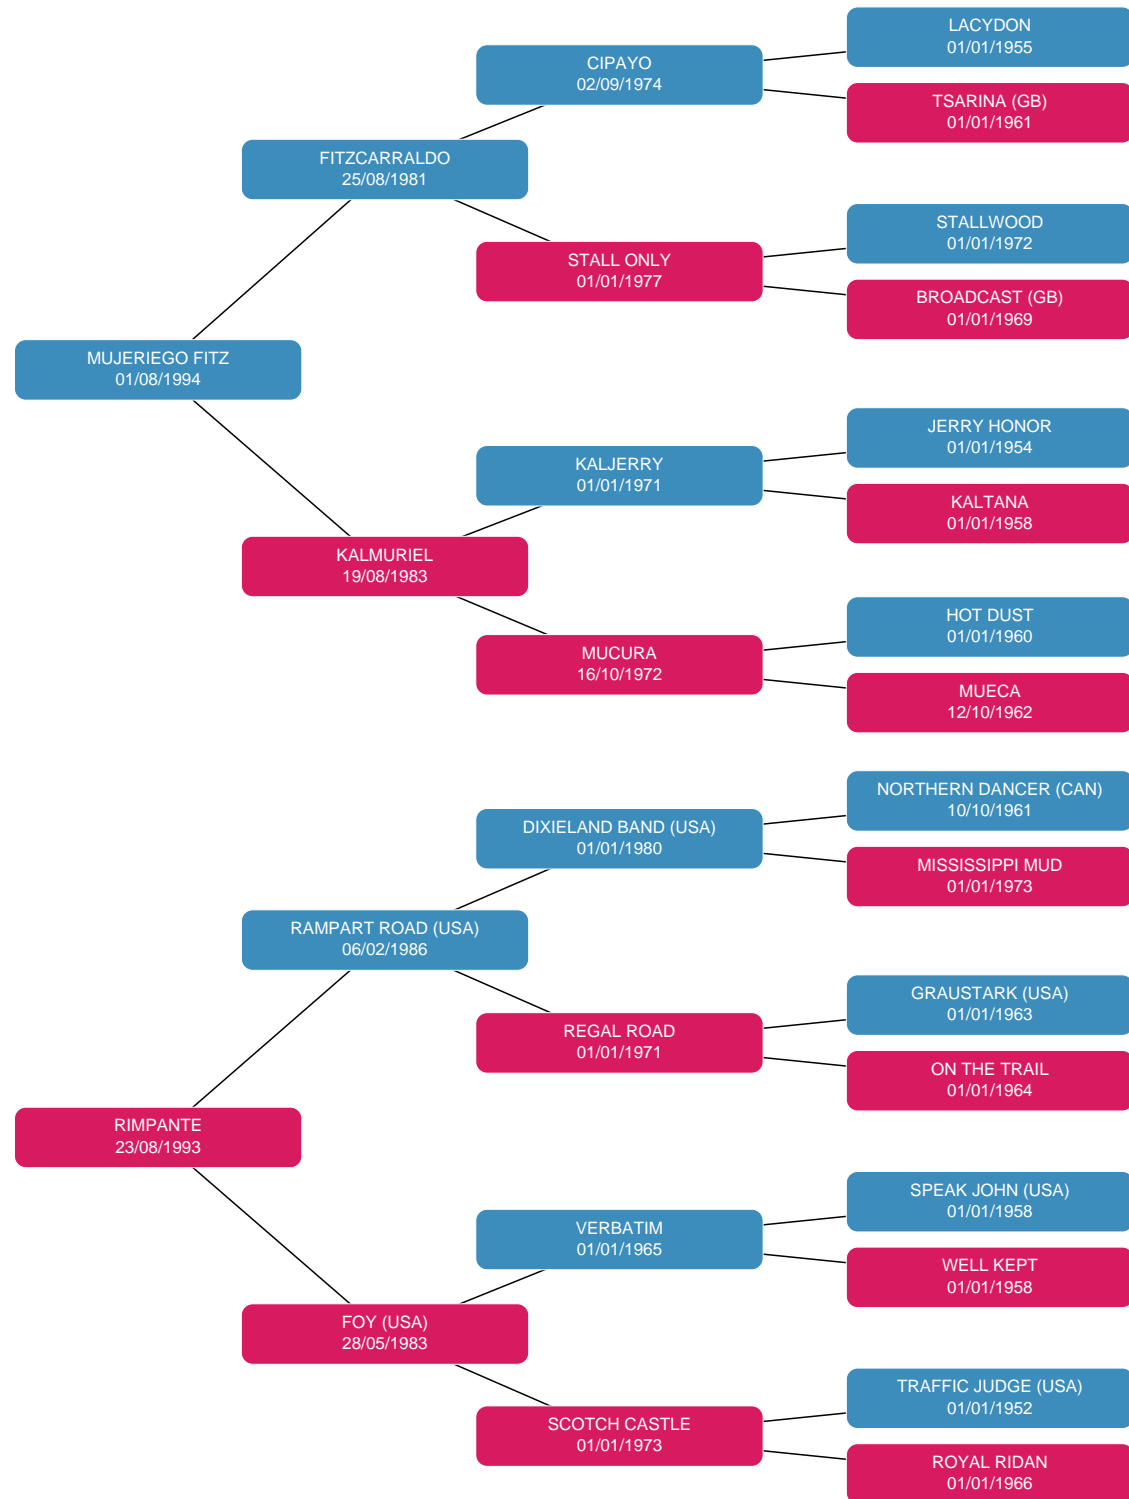 LACYDON
01/01/1955
CIPAYO
02/09/1974
TSARINA (GB)
01/01/1961
FITZCARRALDO
25/08/1981
STALLWOOD
01/01/1972
STALL ONLY
01/01/1977
BROADCAST (GB)
01/01/1969
MUJERIEGO FITZ
01/08/1994
JERRY HONOR
01/01/1954
KALJERRY
01/01/1971
KALTANA
01/01/1958
KALMURIEL
19/08/1983
HOT DUST
01/01/1960
MUCURA
16/10/1972
MUECA
12/10/1962
NORTHERN DANCER (CAN)
10/10/1961
DIXIELAND BAND (USA)
01/01/1980
MISSISSIPPI MUD
01/01/1973
RAMPART ROAD (USA)
06/02/1986
GRAUSTARK (USA)
01/01/1963
REGAL ROAD
01/01/1971
ON THE TRAIL
01/01/1964
RIMPANTE
23/08/1993
SPEAK JOHN (USA)
01/01/1958
VERBATIM
01/01/1965
WELL KEPT
01/01/1958
FOY (USA)
28/05/1983
TRAFFIC JUDGE (USA)
01/01/1952
SCOTCH CASTLE
01/01/1973
ROYAL RIDAN
01/01/1966